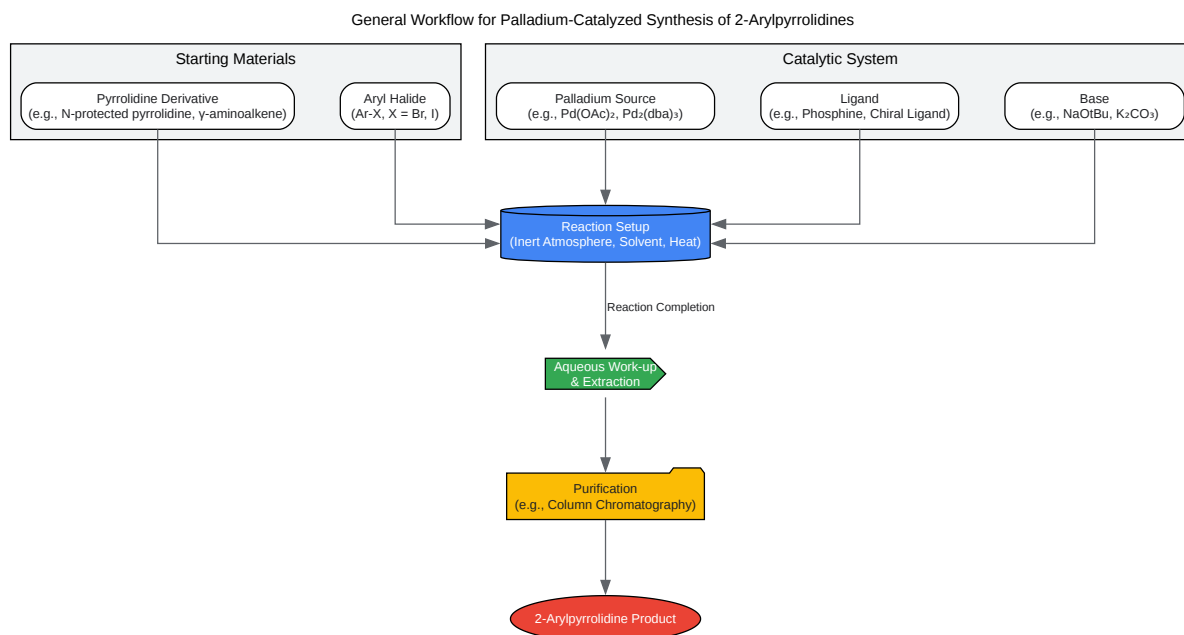 General Workflow for Palladium-Catalyzed Synthesis of 2-Arylpyrrolidines
Starting Materials
Catalytic System
Pyrrolidine Derivative
(e.g., N-protected pyrrolidine, γ-aminoalkene)
Aryl Halide
(Ar-X, X = Br, I)
Palladium Source
(e.g., Pd(OAc)₂, Pd₂(dba)₃)
Ligand
(e.g., Phosphine, Chiral Ligand)
Base
(e.g., NaOtBu, K₂CO₃)
Reaction Setup
(Inert Atmosphere, Solvent, Heat)
Reaction Completion
Aqueous Work-up
& Extraction
Purification
(e.g., Column Chromatography)
2-Arylpyrrolidine Product